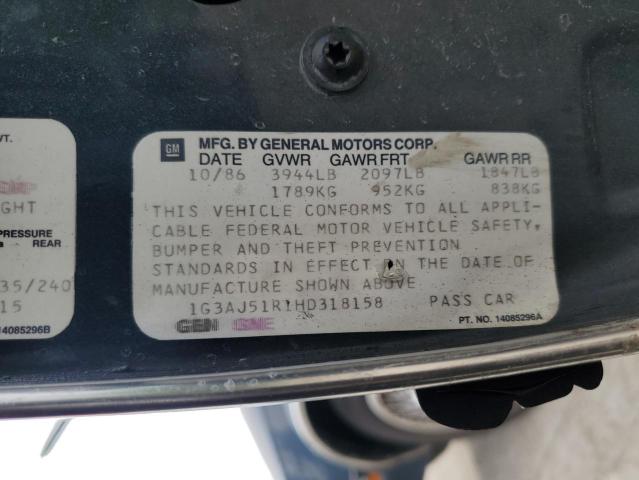 GM MFG. BY GENERAL MOTORS CORP.
DATE GVWR GAWR FRT GAWR RR
10/86 3944LB 2097LB 1847LB
1789KG 952KG 838KG
THIS VEHICLE CONFORMS TO ALL APPLI-
CABLE FEDERAL MOTOR VEHICLE SAFETY,
BUMPER AND THEFT PREVENTION
STANDARDS IN EFFECT ON THE DATE OF
MANUFACTURE SHOWN ABOVE
1G3AJ51R1HD318158 PASS CAR
PT. NO. 14085296A
WT.
GHT
PRESSURE
REAR
35/240
15
14085296B